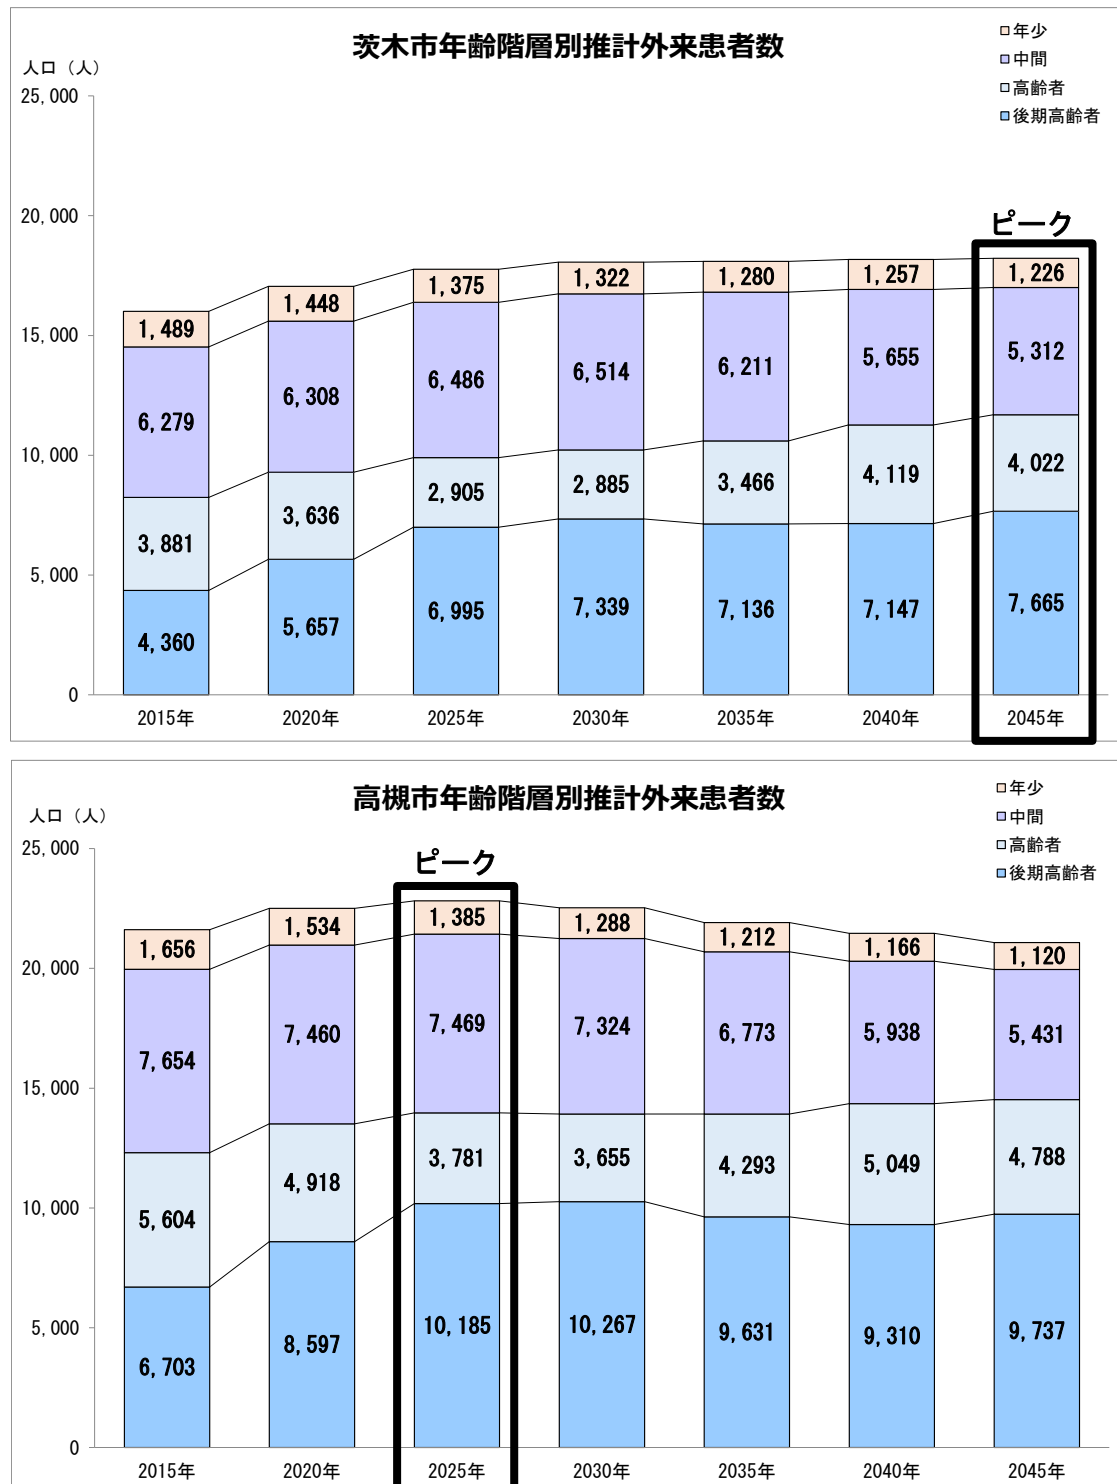 茨木市年齢階層別推計外来患者数
人口（人）
年少
中間
高齢者
後期高齢者
25,000
20,000
15,000
10,000
5,000
0
ピーク
1,489
1,448
1,375
1,322
1,280
1,257
1,226
6,279
6,308
6,486
6,514
6,211
5,655
5,312
3,881
3,636
2,905
2,885
3,466
4,119
4,022
4,360
5,657
6,995
7,339
7,136
7,147
7,665
2015年
2020年
2025年
2030年
2035年
2040年
2045年
高槻市年齢階層別推計外来患者数
人口（人）
年少
中間
高齢者
後期高齢者
25,000
20,000
15,000
10,000
5,000
0
ピーク
1,656
1,534
1,385
1,288
1,212
1,166
1,120
7,654
7,460
7,469
7,324
6,773
5,938
5,431
5,604
4,918
3,781
3,655
4,293
5,049
4,788
6,703
8,597
10,185
10,267
9,631
9,310
9,737
2015年
2020年
2025年
2030年
2035年
2040年
2045年